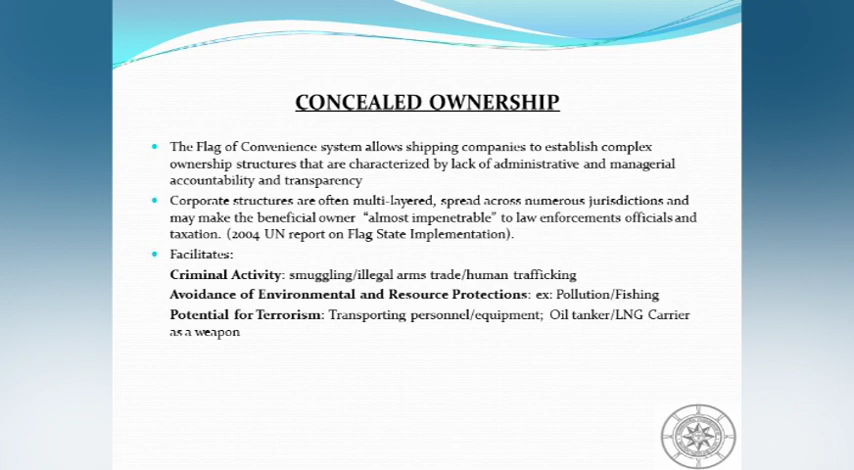 CONCEALED OWNERSHIP
• The Flag of Convenience system allows shipping companies to establish complex
ownership structures that are characterized by lack of administrative and managerial
accountability and transparency
• Corporate structures are often multi-layered, spread across numerous jurisdictions and
may make the beneficial owner “almost impenetrable” to law enforcements officials and
taxation. (2004 UN report on Flag State Implementation).
• Facilitates:
Criminal Activity: smuggling/illegal arms trade/human trafficking
Avoidance of Environmental and Resource Protections: ex: Pollution/Fishing
Potential for Terrorism: Transporting personnel/equipment; Oil tanker/LNG Carrier
as a weapon